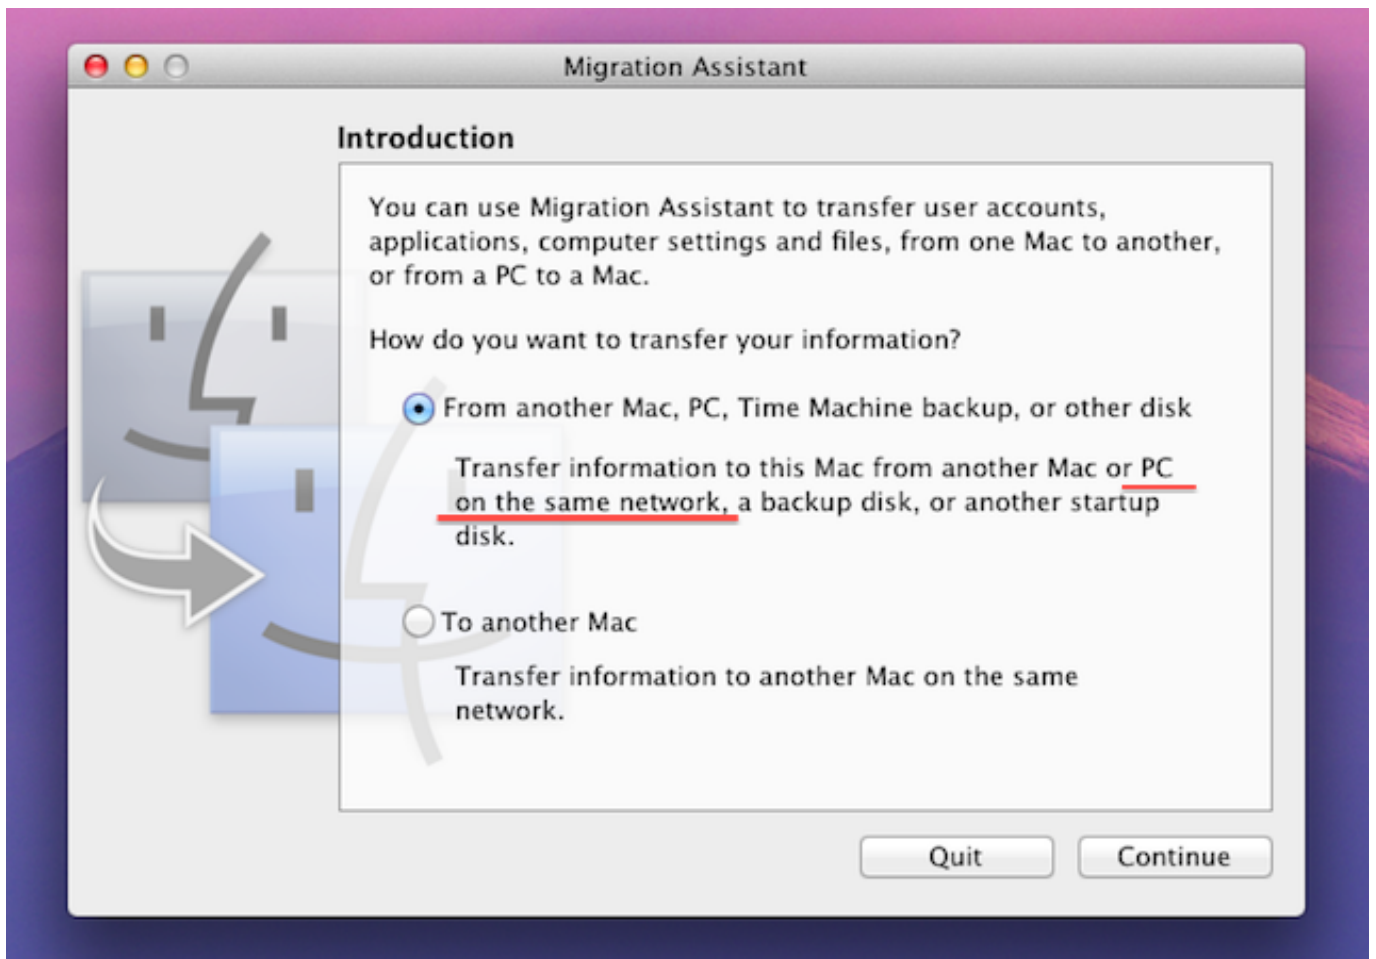 Migration Assistant
Introduction
You can use Migration Assistant to transfer user accounts,
applications, computer settings and files, from one Mac to another,
or from a PC to a Mac.
How do you want to transfer your information?
From another Mac, PC, Time Machine backup, or other disk
Transfer information to this Mac from another Mac or PC
on the same network, a backup disk, or another startup
disk.
To another Mac
Transfer information to another Mac on the same
network.
Quit
Continue